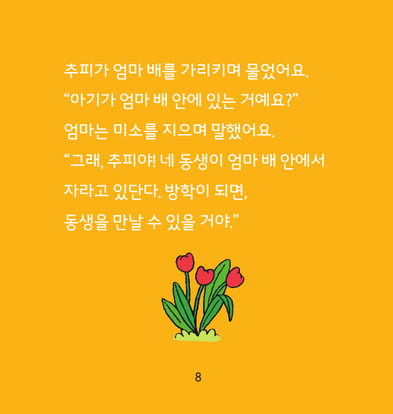 추피가 엄마 배를 가리키며 물었어요.
“아기가 엄마 배 안에 있는 거예요?”
엄마는 미소를 지으며 말했어요.
“그래, 추피야! 네 동생이 엄마 배 안에서
자라고 있단다. 방학이 되면,
동생을 만날 수 있을 거야.”
8